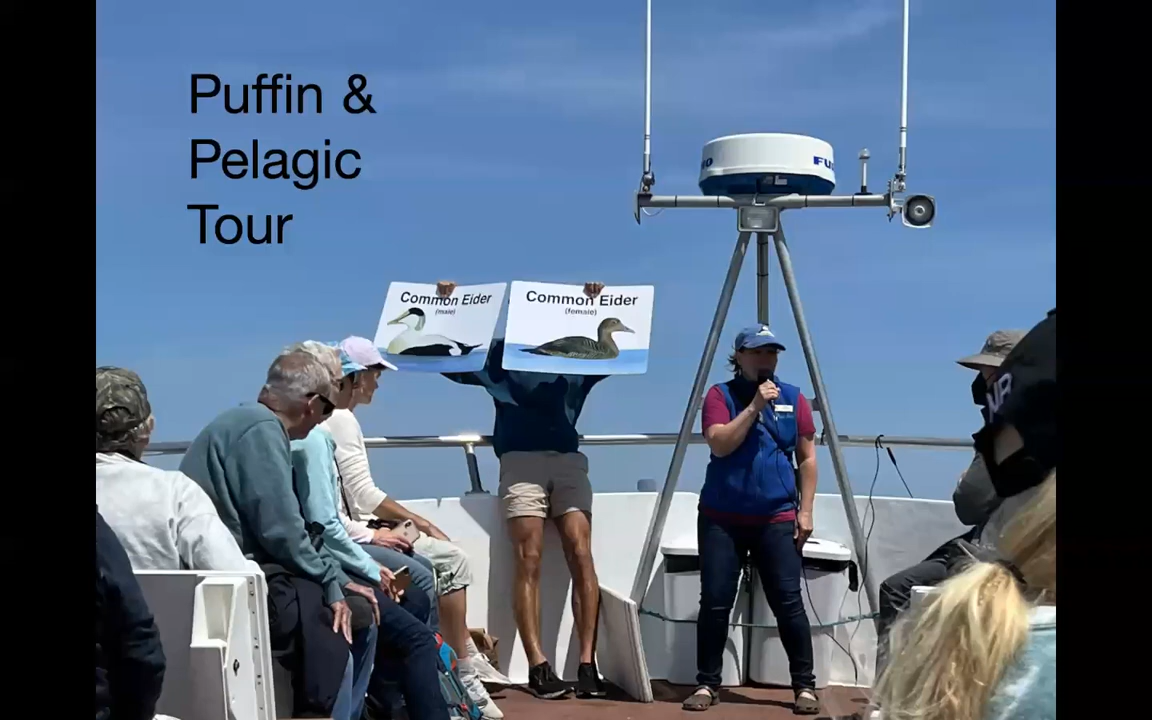 Puffin &
Pelagic
Tour
Common Eider
(male)
Common Eider
(female)